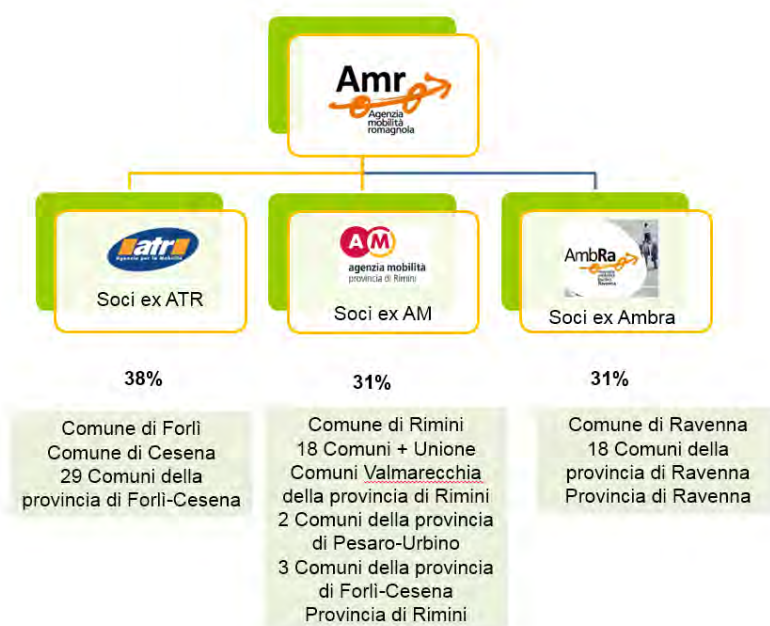 Amr
Agenzia
mobilità
romagnola
atr
Agenzia per la Mobilità
Soci ex ATR
AM
agenzia mobilità
provincia di Rimini
Soci ex AM
AmbRa
Soci ex Ambra
38%
31%
31%
Comune di Forlì
Comune di Cesena
29 Comuni della
provincia di Forlì-Cesena
Comune di Rimini
18 Comuni + Unione
Comuni Valmarecchia
della provincia di Rimini
2 Comuni della provincia
di Pesaro-Urbino
3 Comuni della provincia
di Forlì-Cesena
Provincia di Rimini
Comune di Ravenna
18 Comuni della
provincia di Ravenna
Provincia di Ravenna